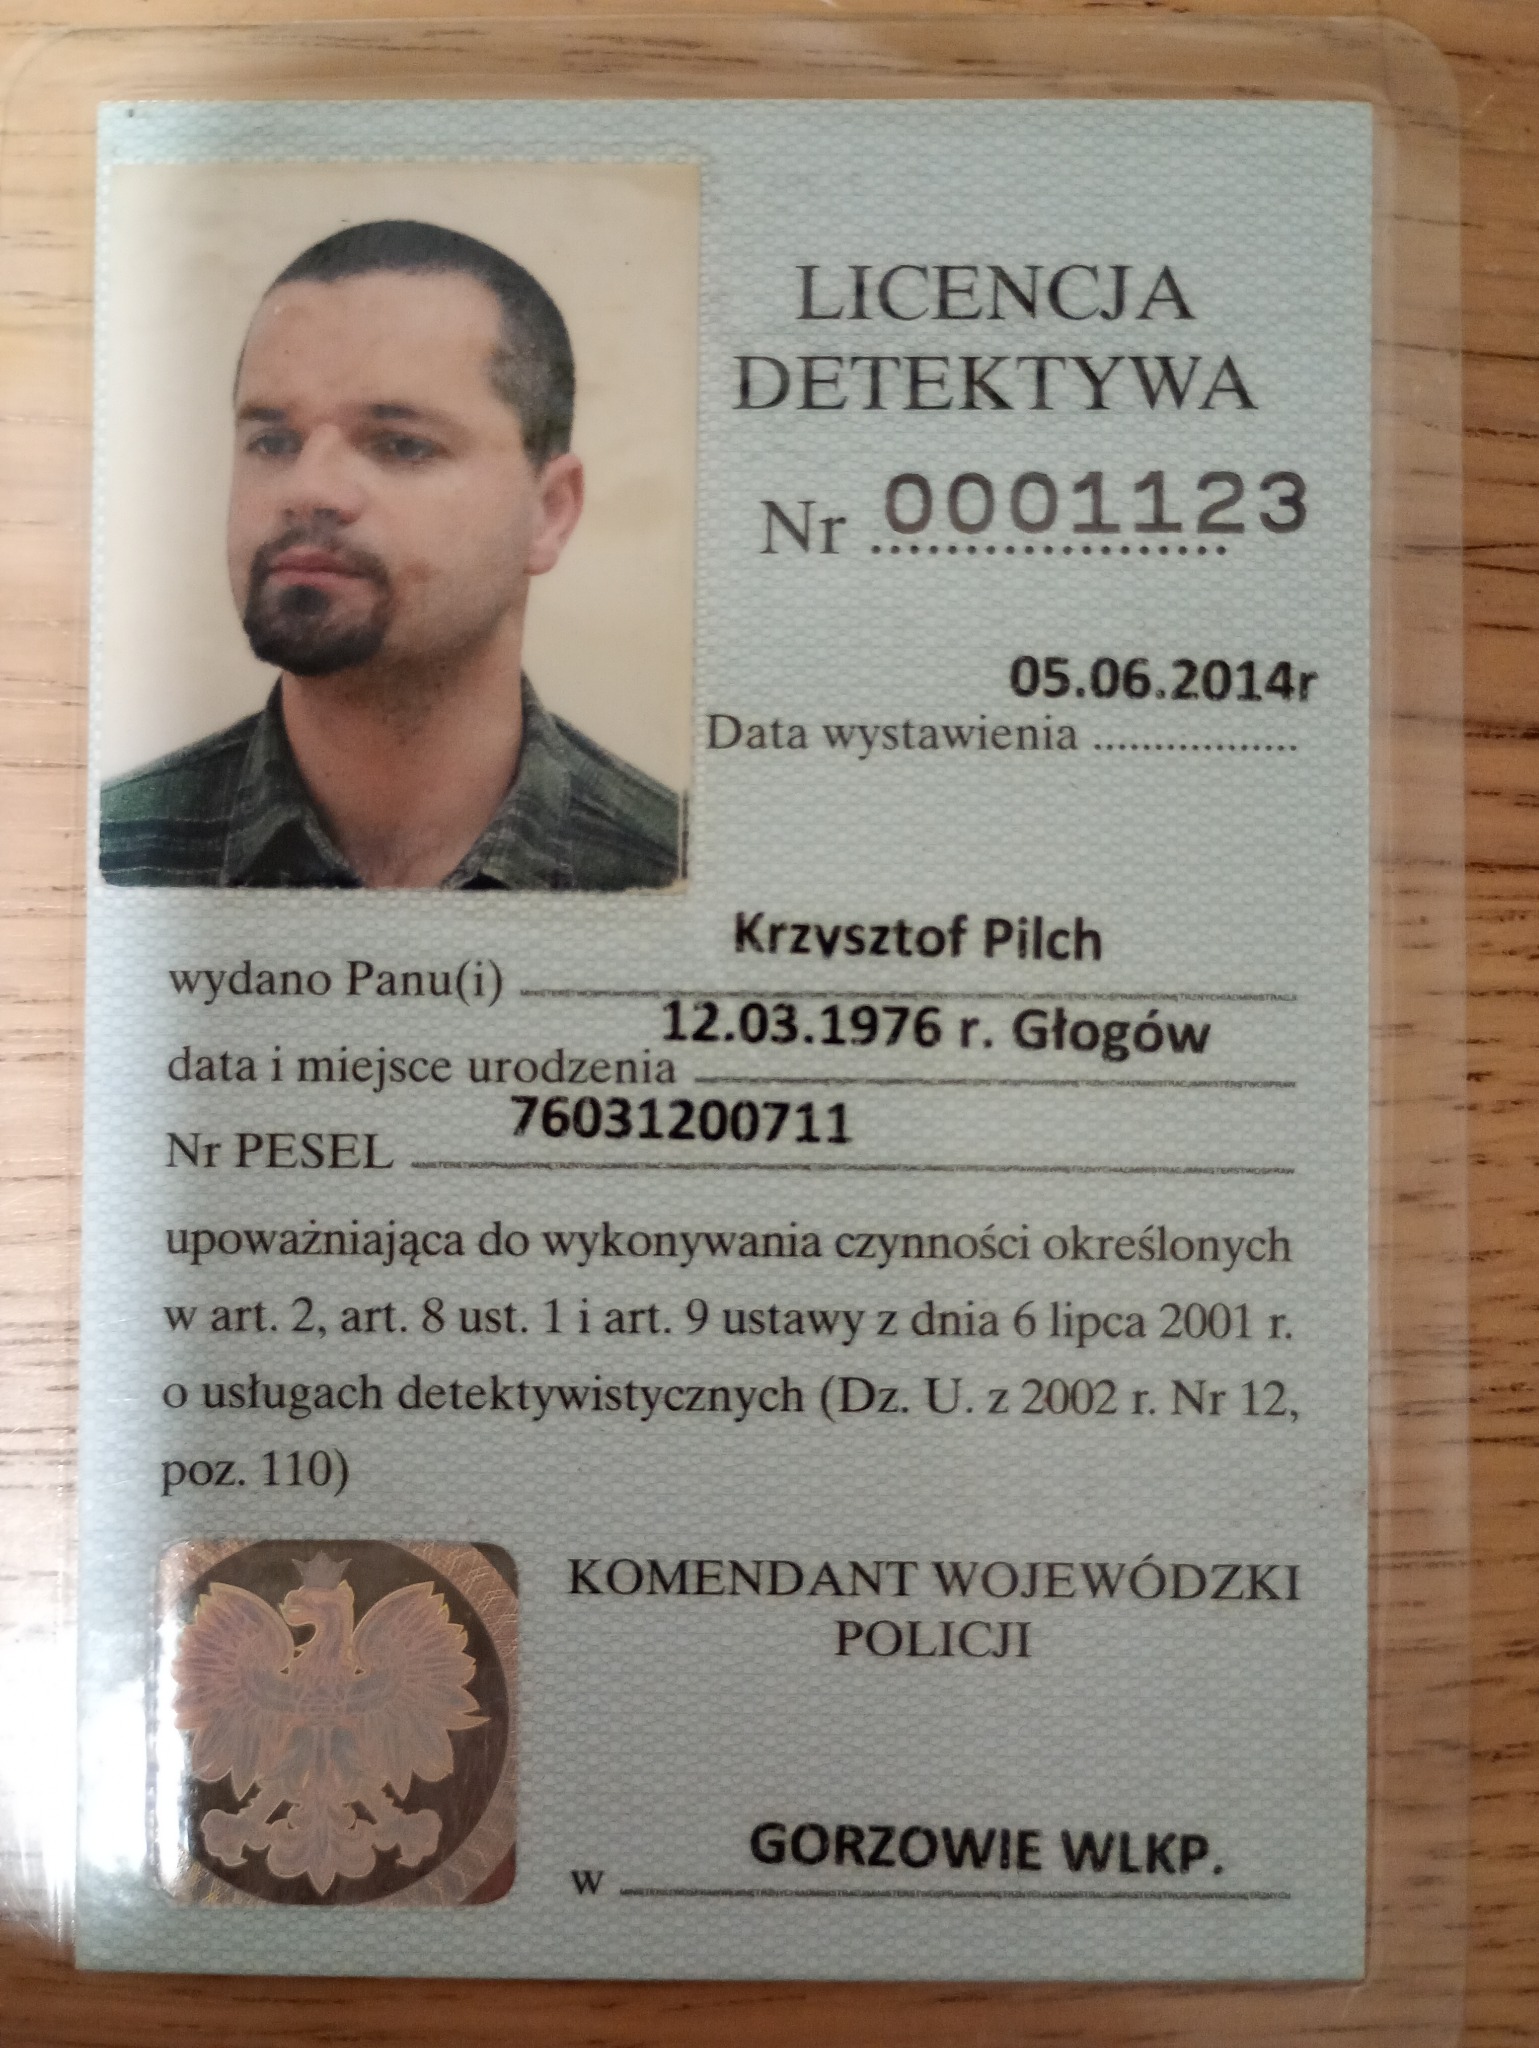 LICENCJA
DETEKTYWA
Nr 0001123
05.06.2014r
Data wystawienia
Krzysztof Pilch
wydano Panu(i)
12.03.1976 r. Głogów
data i miejsce urodzenia
76031200711
Nr PESEL
upoważniająca do wykonywania czynności określonych
w art. 2, art. 8 ust. 1 i art. 9 ustawy z dnia 6 lipca 2001 r.
o usługach detektywistycznych (Dz. U. z 2002 r. Nr 12,
poz. 110)
KOMENDANT WOJEWÓDZKI
POLICJI
GORZOWIE WLKP.
w